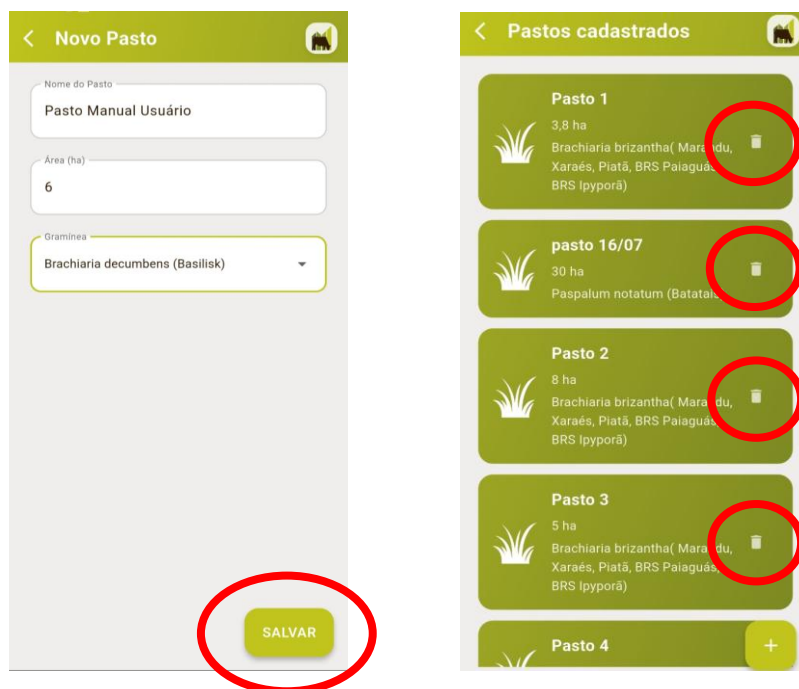 Novo Pasto
Nome do Pasto
Pasto Manual Usuário
Área (ha)
6
Gramínea
Brachiaria decumbens (Basilisk)
SALVAR
Pastos cadastrados
Pasto 1
3,8 ha
Brachiaria brizantha( Marandu,
Xaraés, Piatã, BRS Paiaguás,
BRS Ipyporã)
pasto 16/07
30 ha
Paspalum notatum (Batatais)
Pasto 2
8 ha
Brachiaria brizantha( Marandu,
Xaraés, Piatã, BRS Paiaguás,
BRS Ipyporã)
Pasto 3
5 ha
Brachiaria brizantha( Marandu,
Xaraés, Piatã, BRS Paiaguás,
BRS Ipyporã)
Pasto 4
+